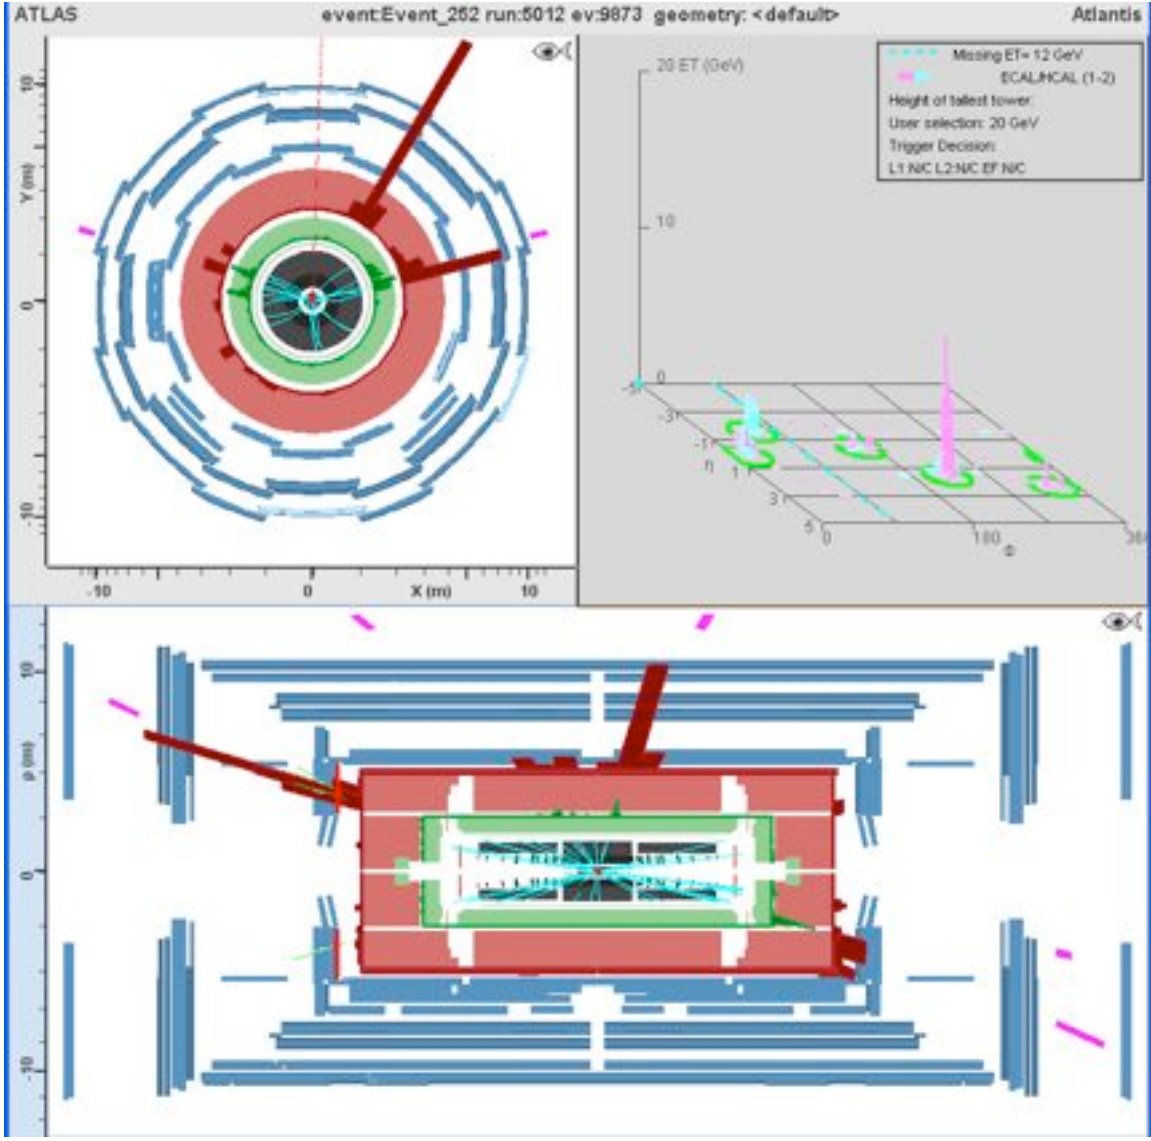 ATLAS event:Event_252 run:5012 ev:9873 geometry: <default> Atlantis
10
Y (m)
0
-10
-10 0 X (m) 10
20 ET (GeV)
Missing ET= 12 GeV
ECAL/HCAL (1-2)
Height of tallest tower:
User selection: 20 GeV
Trigger Decision:
L1:N/C L2:N/C EF:N/C
10
0
-5
-3
-1
η 1
3
5
0 180 360
Φ
10
ρ (m)
0
-10